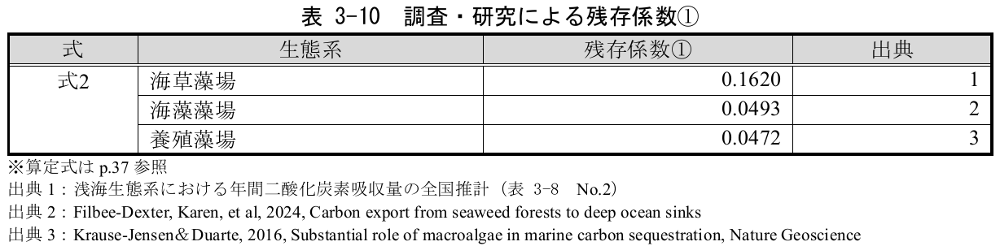 表 3-10 調査・研究による残存係数①
式 生態系 残存係数① 出典
式2 海草藻場 0.1620 1
海藻藻場 0.0493 2
養殖藻場 0.0472 3
※算定式は p.37 参照
出典 1：浅海生態系における年間二酸化炭素吸収量の全国推計（表 3-8 No.2）
出典 2：Filbee-Dexter, Karen, et al, 2024, Carbon export from seaweed forests to deep ocean sinks
出典 3：Krause-Jensen＆Duarte, 2016, Substantial role of macroalgae in marine carbon sequestration, Nature Geoscience